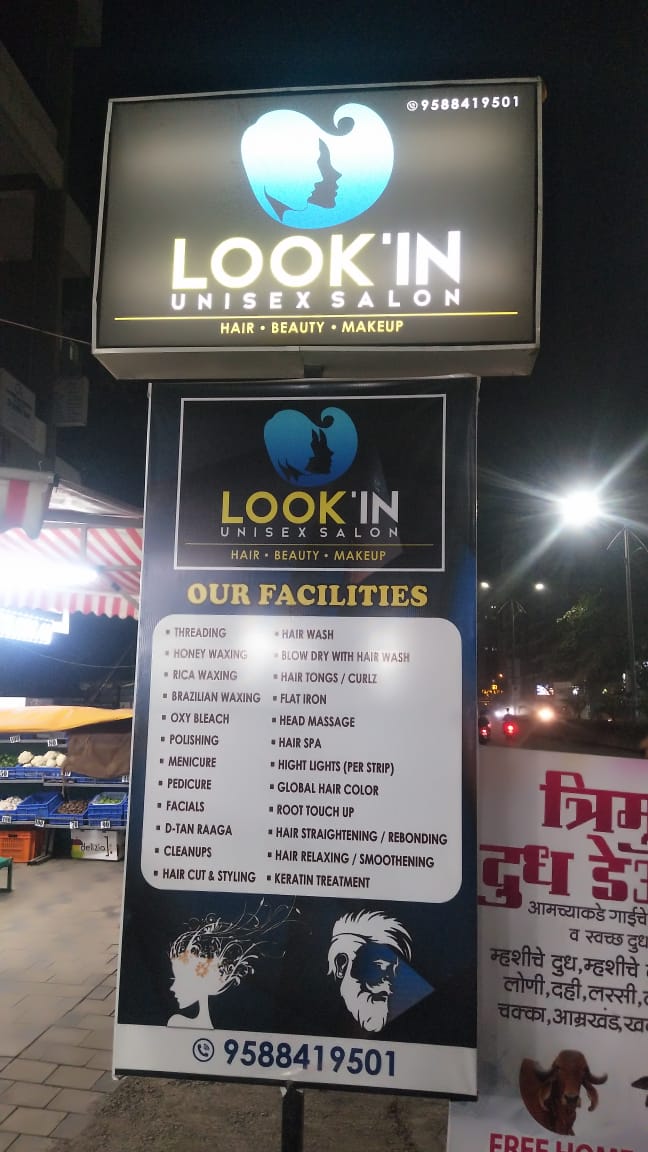 9588419501
LOOK'IN
UNISEX SALON
HAIR • BEAUTY • MAKEUP
LOOK'IN
UNISEX SALON
HAIR • BEAUTY • MAKEUP
OUR FACILITIES
▪ THREADING
▪ HONEY WAXING
▪ RICA WAXING
▪ BRAZILIAN WAXING
▪ OXY BLEACH
▪ POLISHING
▪ MENICURE
▪ PEDICURE
▪ FACIALS
▪ D-TAN RAAGA
▪ CLEANUPS
▪ HAIR CUT & STYLING
▪ HAIR WASH
▪ BLOW DRY WITH HAIR WASH
▪ HAIR TONGS / CURLZ
▪ FLAT IRON
▪ HEAD MASSAGE
▪ HAIR SPA
▪ HIGHT LIGHTS (PER STRIP)
▪ GLOBAL HAIR COLOR
▪ ROOT TOUCH UP
▪ HAIR STRAIGHTENING / REBONDING
▪ HAIR RELAXING / SMOOTHENING
▪ KERATIN TREATMENT
9588419501
दुध
आमच्याकडे गाईचे
व स्वच्छ दुध
म्हशीचे दुध,म्हशीचे
लोणी,दही,लस्सी,
चक्का,आम्रखंड,
FREE HOME
delizia